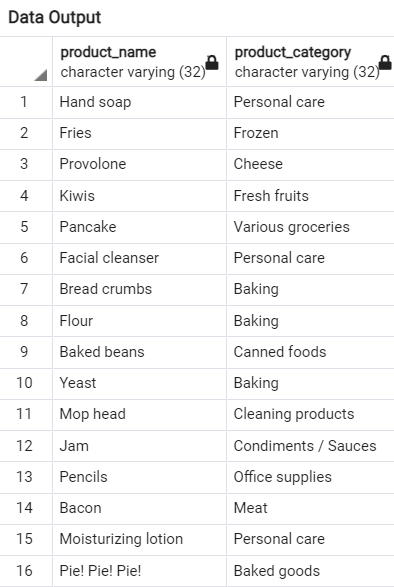 Data Output
product_name product_category
character varying (32) character varying (32)
1 Hand soap Personal care
2 Fries Frozen
3 Provolone Cheese
4 Kiwis Fresh fruits
5 Pancake Various groceries
6 Facial cleanser Personal care
7 Bread crumbs Baking
8 Flour Baking
9 Baked beans Canned foods
10 Yeast Baking
11 Mop head Cleaning products
12 Jam Condiments / Sauces
13 Pencils Office supplies
14 Bacon Meat
15 Moisturizing lotion Personal care
16 Pie! Pie! Pie! Baked goods